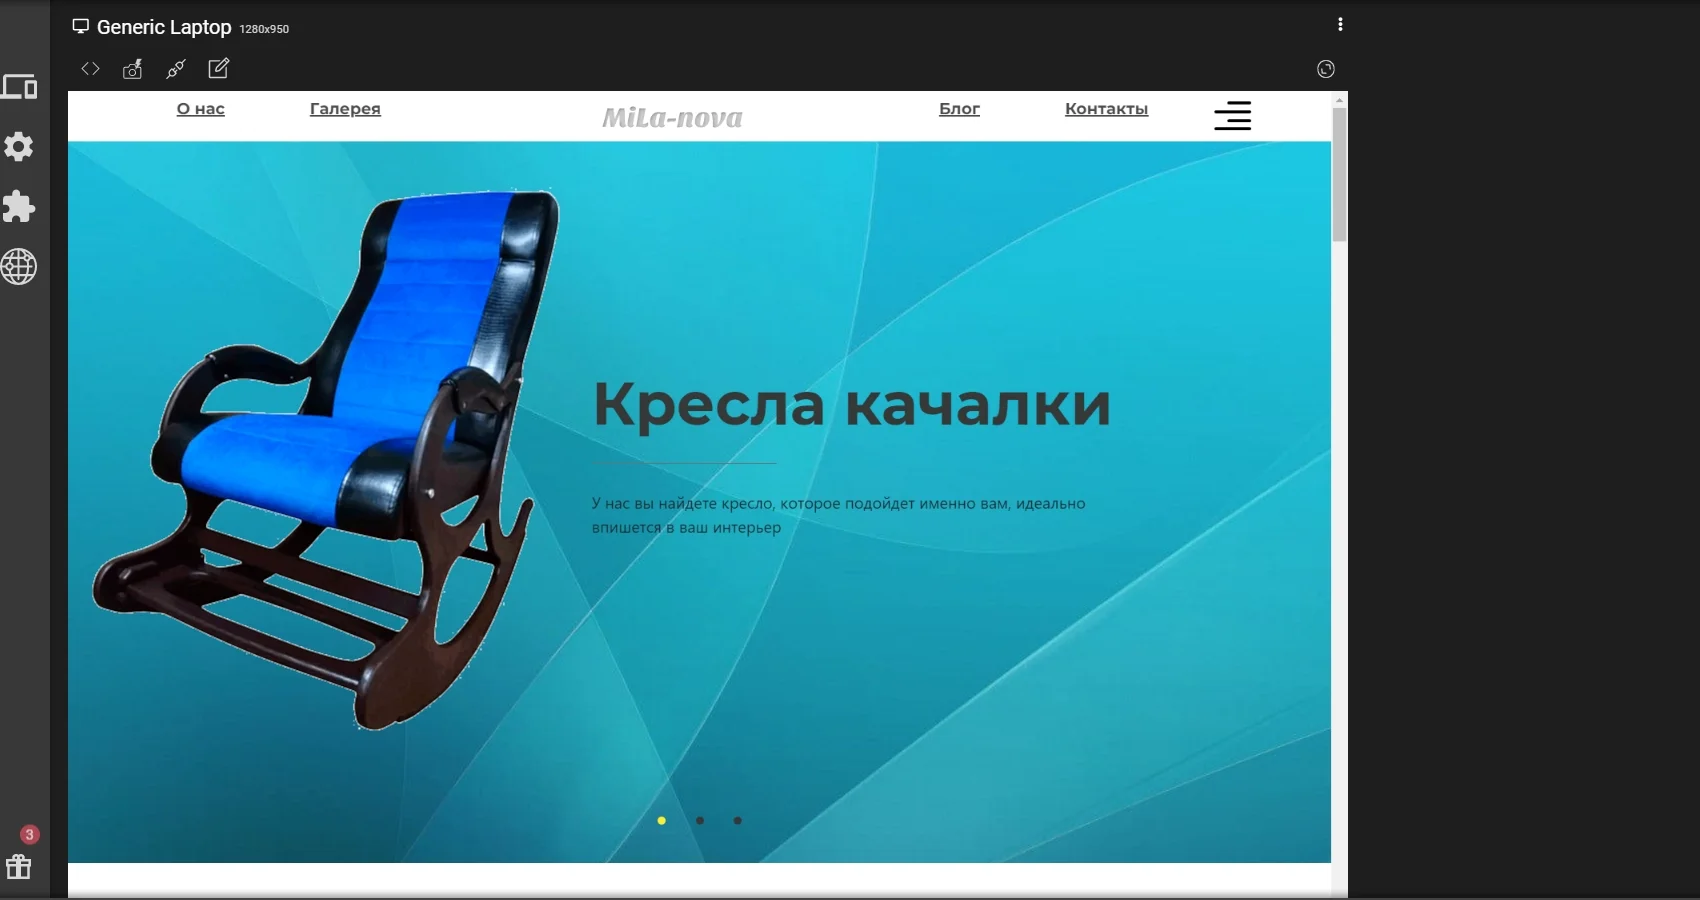 Generic Laptop 1280x950
О нас Галерея MiLa-nova Блог Контакты
Кресла качалки
У нас вы найдете кресло, которое подойдет именно вам, идеально
впишется в ваш интерьер
3